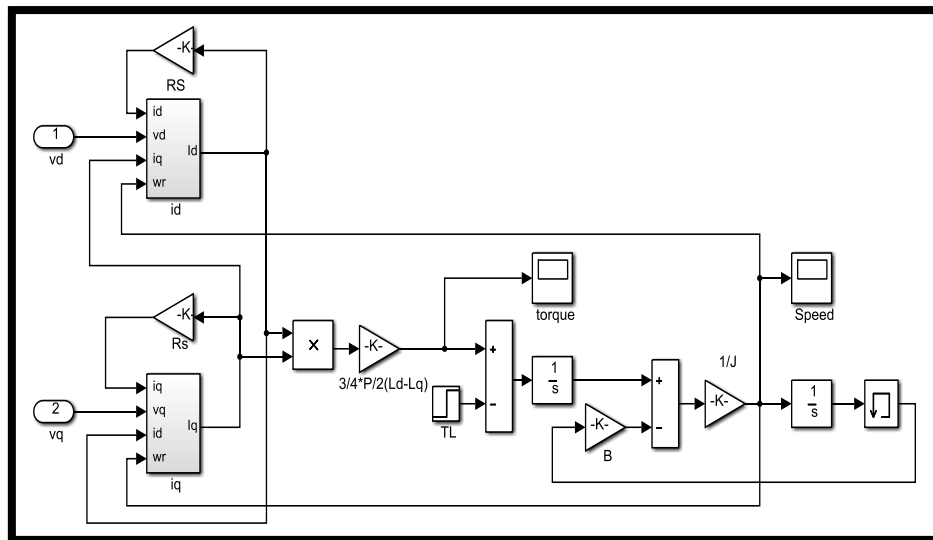 -K-
RS
id
vd
iq
wr
Id
id
1
vd
-K-
Rs
iq
vq
id
wr
Iq
iq
2
vq
×
-K-
3/4*P/2(Ld-Lq)
torque
TL
+
−
1
s
-K-
B
+
−
1/J
-K-
Speed
1
s